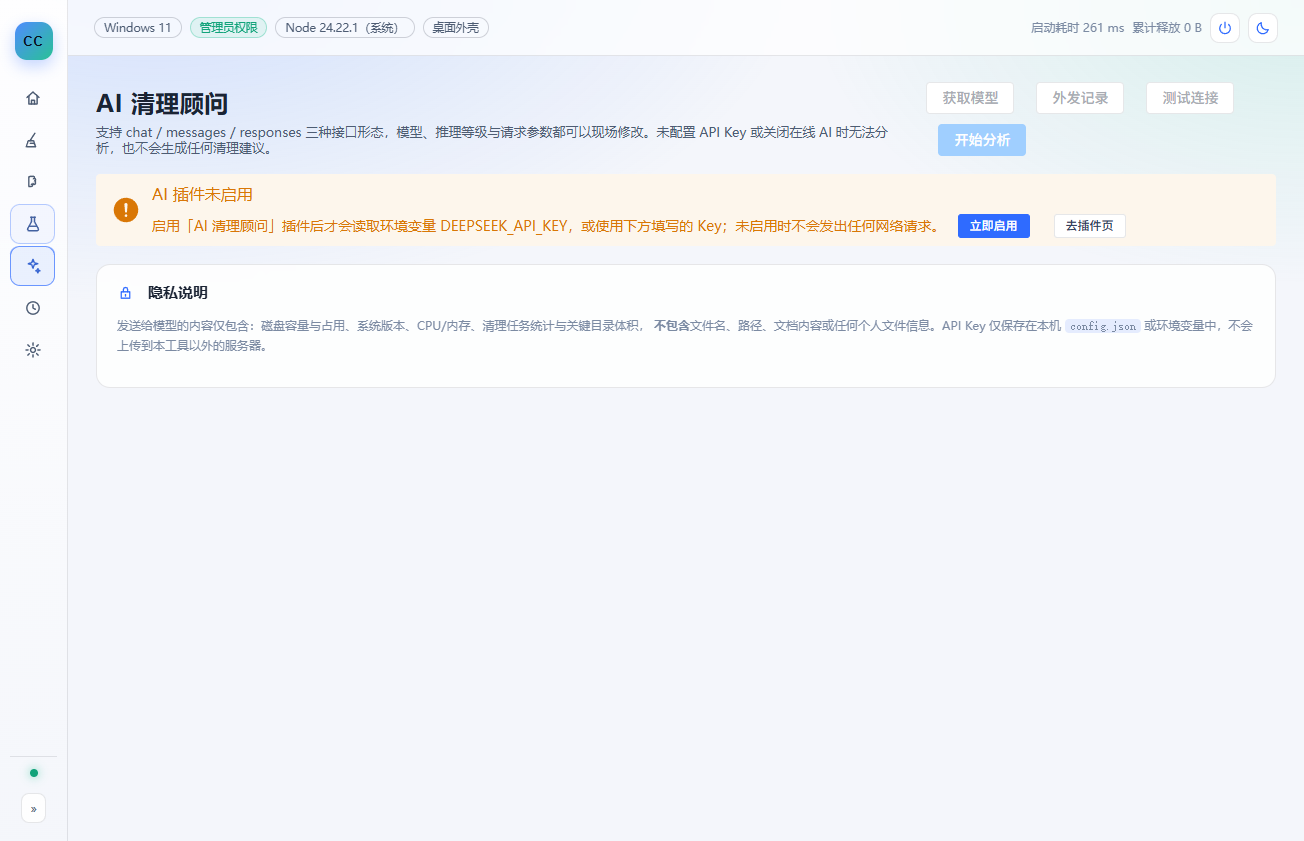 CC
Windows 11
管理员权限
Node 24.22.1（系统）
桌面外壳
启动耗时 261 ms 累计释放 0 B
AI 清理顾问
支持 chat / messages / responses 三种接口形态，模型、推理等级与请求参数都可以现场修改。未配置 API Key 或关闭在线 AI 时无法分
析，也不会生成任何清理建议。
获取模型
外发记录
测试连接
开始分析
AI 插件未启用
启用「AI 清理顾问」插件后才会读取环境变量 DEEPSEEK_API_KEY，或使用下方填写的 Key；未启用时不会发出任何网络请求。
立即启用
去插件页
隐私说明
发送给模型的内容仅包含：磁盘容量与占用、系统版本、CPU/内存、清理任务统计与关键目录体积， 不包含文件名、路径、文档内容或任何个人文件信息。API Key 仅保存在本机 config.json 或环境变量中，不会
上传到本工具以外的服务器。
»